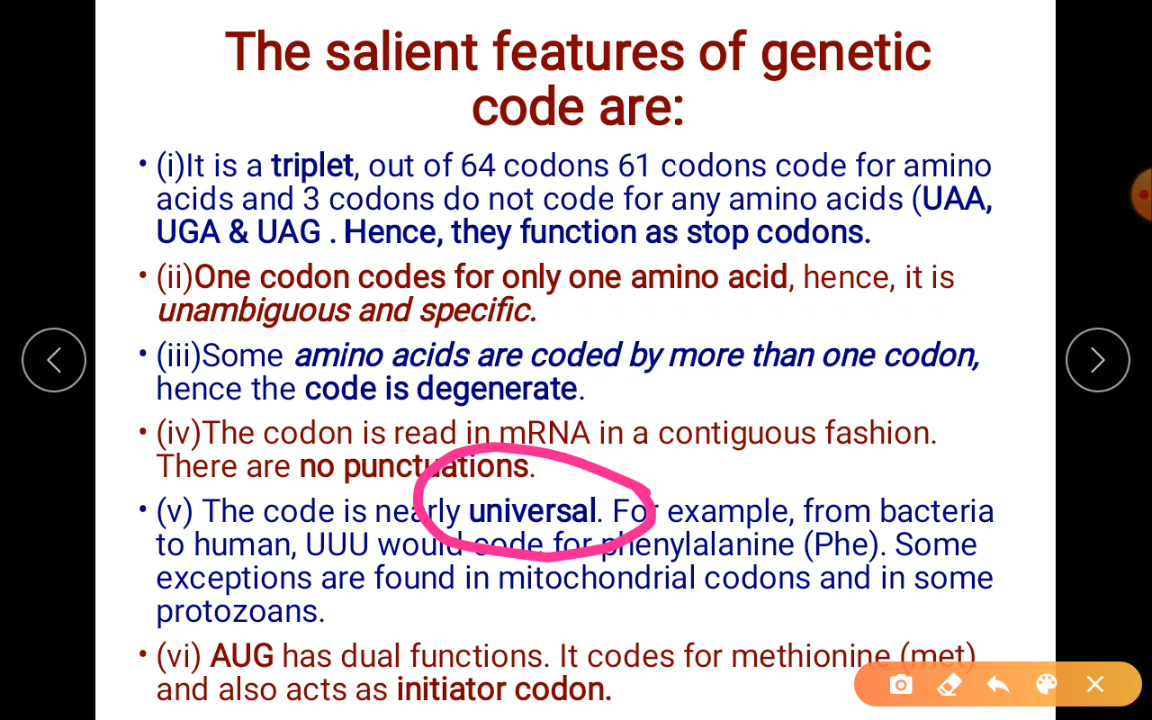 The salient features of genetic
code are:
• (i)It is a triplet, out of 64 codons 61 codons code for amino
acids and 3 codons do not code for any amino acids (UAA,
UGA & UAG . Hence, they function as stop codons.
• (ii)One codon codes for only one amino acid, hence, it is
unambiguous and specific.
• (iii)Some amino acids are coded by more than one codon,
hence the code is degenerate.
• (iv)The codon is read in mRNA in a contiguous fashion.
There are no punctuations.
• (v) The code is nearly universal. For example, from bacteria
to human, UUU would code for phenylalanine (Phe). Some
exceptions are found in mitochondrial codons and in some
protozoans.
• (vi) AUG has dual functions. It codes for methionine (met)
and also acts as initiator codon.